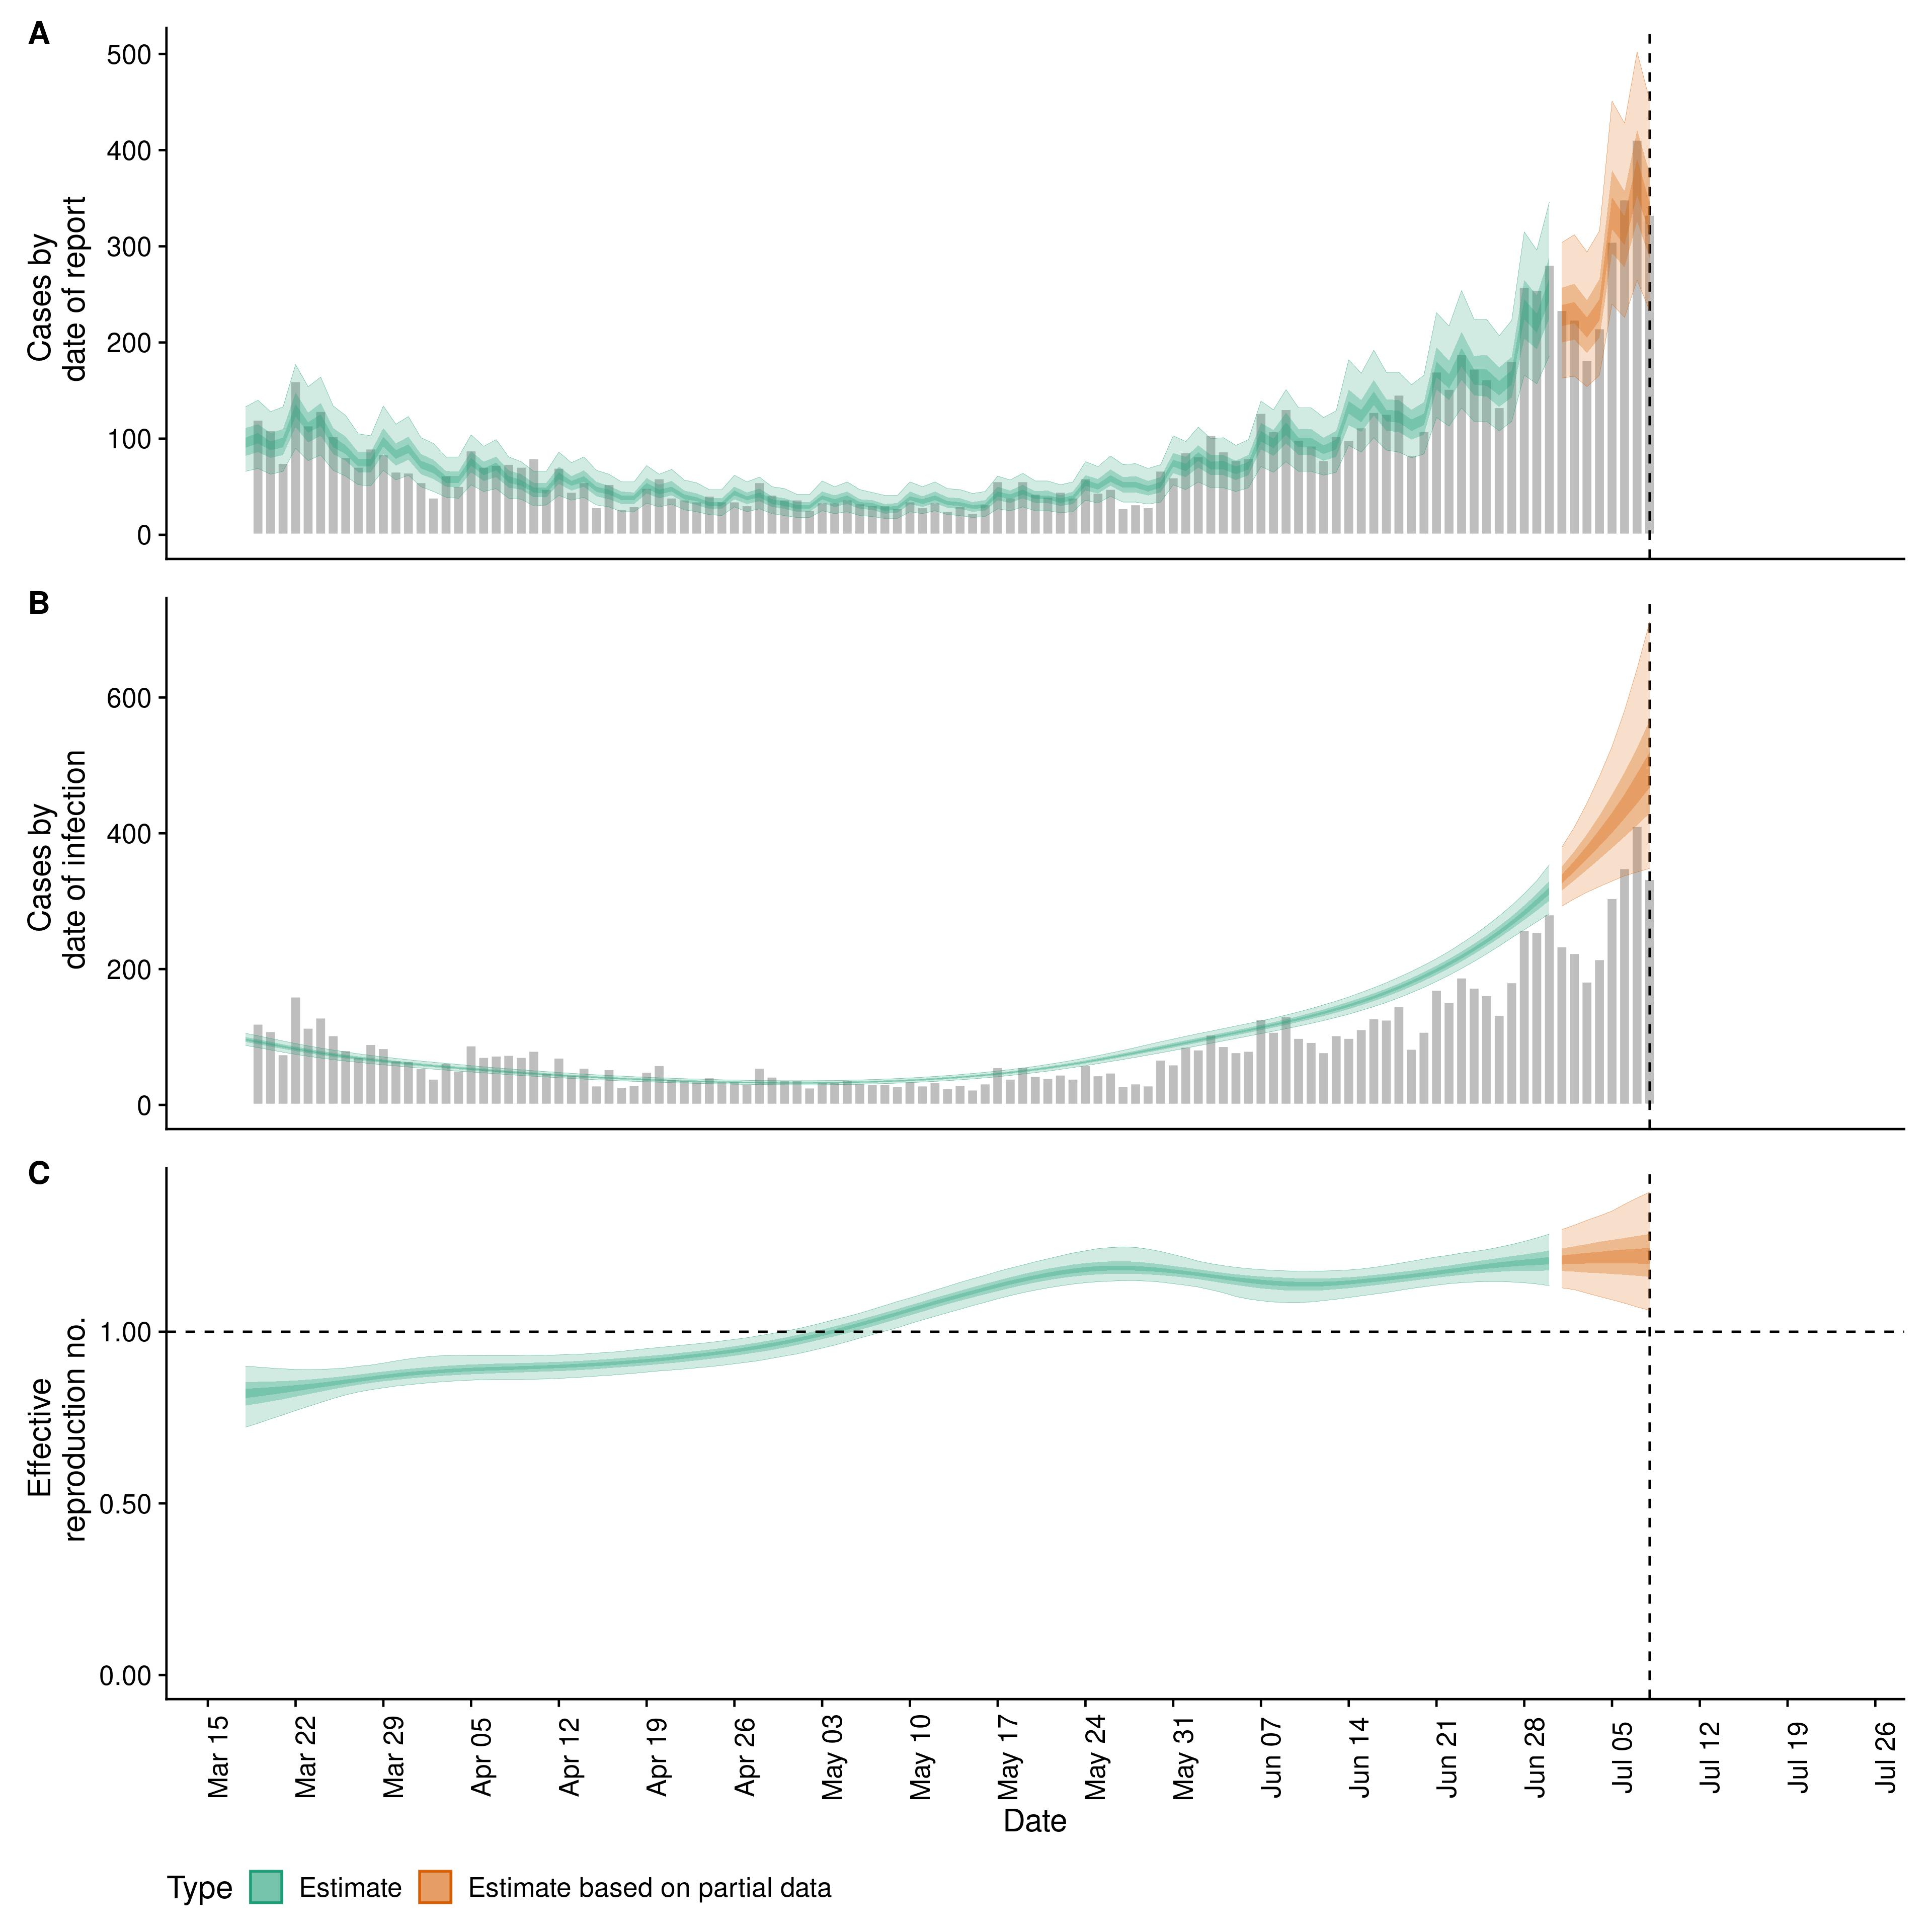 A
500
400
300
200
100
0
Cases by
date of report
B
600
400
200
0
Cases by
date of infection
C
1.00
0.50
0.00
Effective
reproduction no.
Mar 15
Mar 22
Mar 29
Apr 05
Apr 12
Apr 19
Apr 26
May 03
May 10
May 17
May 24
May 31
Jun 07
Jun 14
Jun 21
Jun 28
Jul 05
Jul 12
Jul 19
Jul 26
Date
Type Estimate Estimate based on partial data